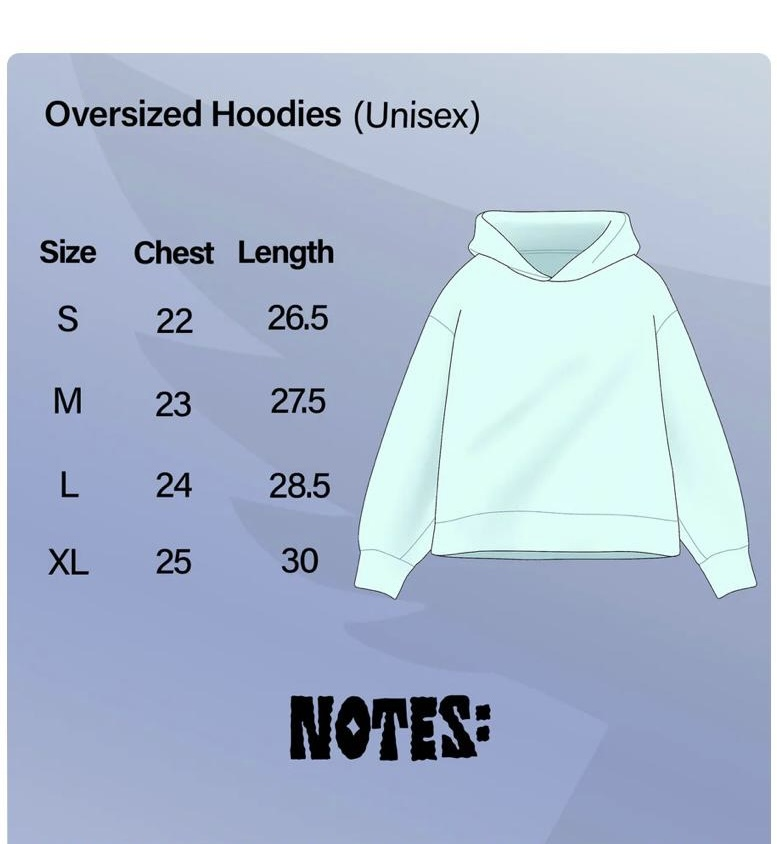 Oversized Hoodies (Unisex)
Size Chest Length
S 22 26.5
M 23 27.5
L 24 28.5
XL 25 30
NOTES: